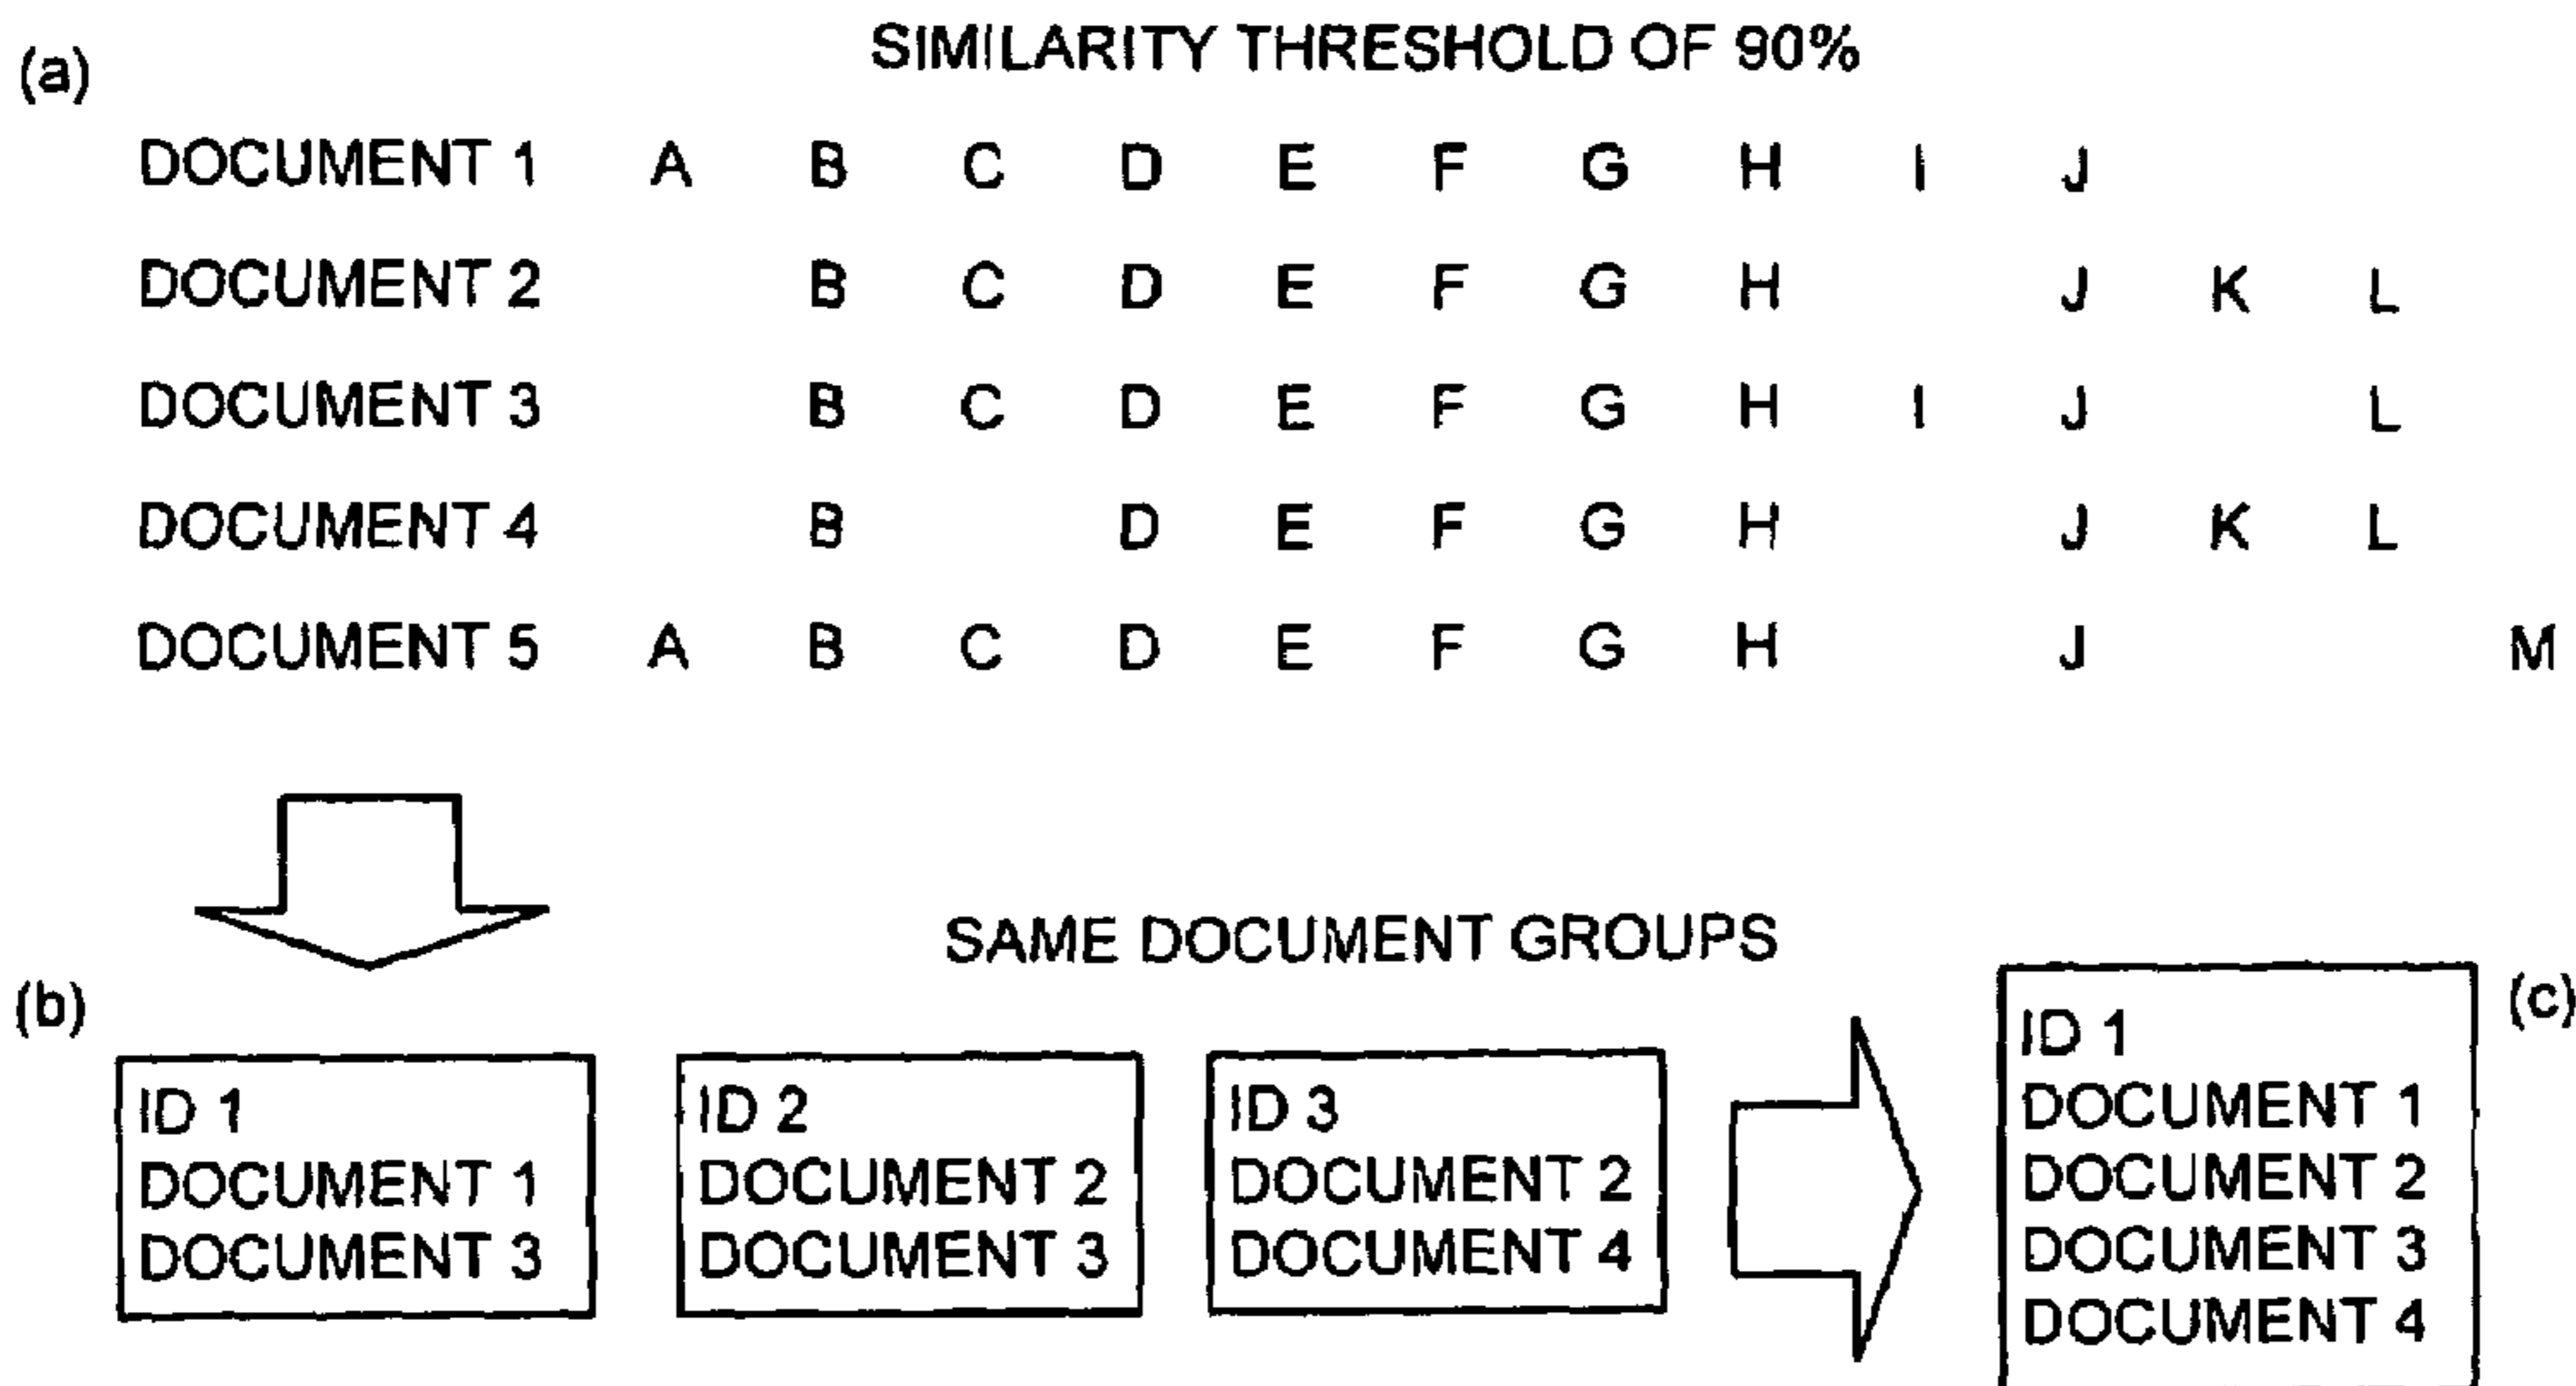 (a)
SIMILARITY THRESHOLD OF 90%
DOCUMENT 1 A B C D E F G H I J
DOCUMENT 2 B C D E F G H J K L
DOCUMENT 3 B C D E F G H I J L
DOCUMENT 4 B D E F G H J K L
DOCUMENT 5 A B C D E F G H J M
SAME DOCUMENT GROUPS
(b)
ID 1
DOCUMENT 1
DOCUMENT 3
ID 2
DOCUMENT 2
DOCUMENT 3
ID 3
DOCUMENT 2
DOCUMENT 4
(c)
ID 1
DOCUMENT 1
DOCUMENT 2
DOCUMENT 3
DOCUMENT 4